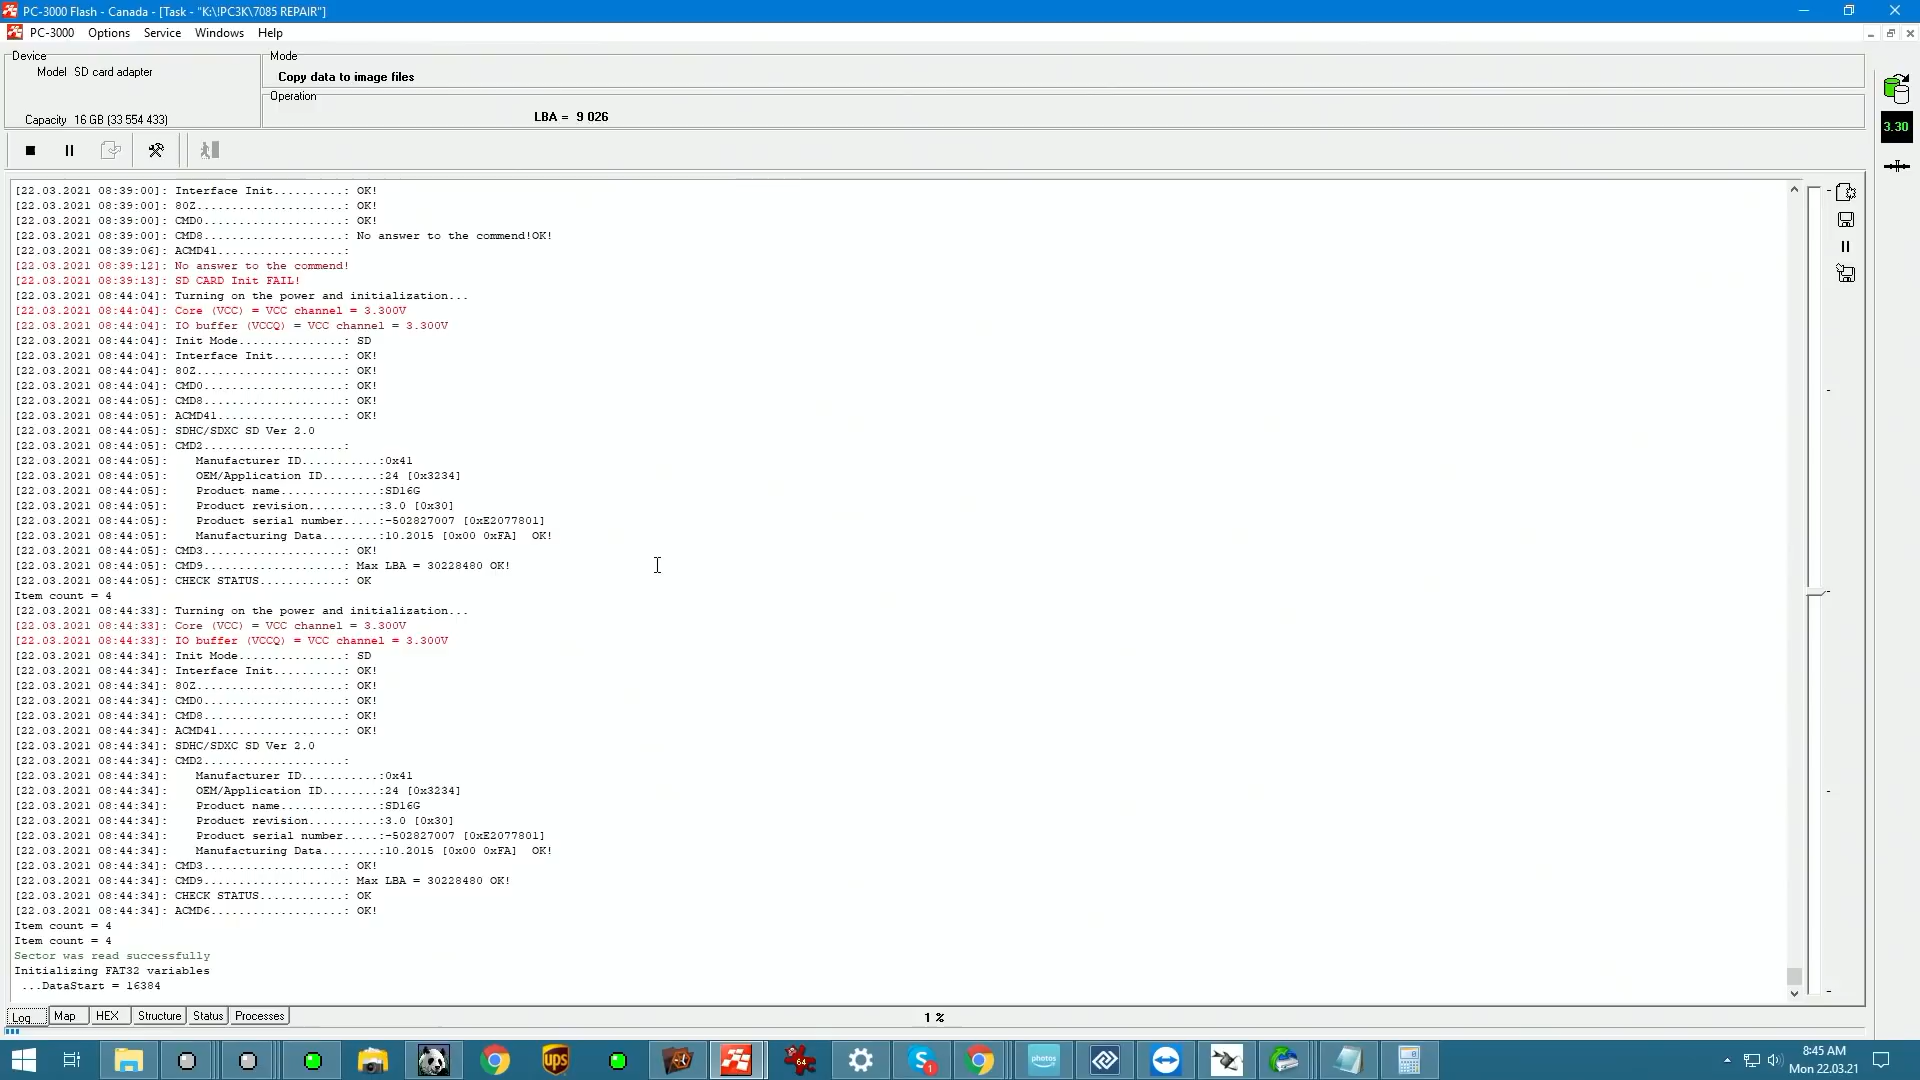 PC-3000 Flash - Canada - [Task - "K:\!PC3K\7085 REPAIR"]
PC-3000 Options Service Windows Help
Device
Model SD card adapter
Capacity 16 GB (33 554 433)
Mode
Copy data to image files
Operation
LBA = 9 026
3.30
[22.03.2021 08:39:00]: Interface Init..........: OK!
[22.03.2021 08:39:00]: 80Z.....................: OK!
[22.03.2021 08:39:00]: CMD0....................: OK!
[22.03.2021 08:39:00]: CMD8....................: No answer to the commend!OK!
[22.03.2021 08:39:06]: ACMD41..................:
[22.03.2021 08:39:12]: No answer to the commend!
[22.03.2021 08:39:13]: SD CARD Init FAIL!
[22.03.2021 08:44:04]: Turning on the power and initialization...
[22.03.2021 08:44:04]: Core (VCC) = VCC channel = 3.300V
[22.03.2021 08:44:04]: IO buffer (VCCQ) = VCC channel = 3.300V
[22.03.2021 08:44:04]: Init Mode...............: SD
[22.03.2021 08:44:04]: Interface Init..........: OK!
[22.03.2021 08:44:04]: 80Z.....................: OK!
[22.03.2021 08:44:04]: CMD0....................: OK!
[22.03.2021 08:44:05]: CMD8....................: OK!
[22.03.2021 08:44:05]: ACMD41..................: OK!
[22.03.2021 08:44:05]: SDHC/SDXC SD Ver 2.0
[22.03.2021 08:44:05]: CMD2....................:
[22.03.2021 08:44:05]: Manufacturer ID...........:0x41
[22.03.2021 08:44:05]: OEM/Application ID........:24 [0x3234]
[22.03.2021 08:44:05]: Product name..............:SD16G
[22.03.2021 08:44:05]: Product revision..........:3.0 [0x30]
[22.03.2021 08:44:05]: Product serial number.....:-502827007 [0xE2077801]
[22.03.2021 08:44:05]: Manufacturing Data........:10.2015 [0x00 0xFA] OK!
[22.03.2021 08:44:05]: CMD3....................: OK!
[22.03.2021 08:44:05]: CMD9....................: Max LBA = 30228480 OK!
[22.03.2021 08:44:05]: CHECK STATUS............: OK
Item count = 4
[22.03.2021 08:44:33]: Turning on the power and initialization...
[22.03.2021 08:44:33]: Core (VCC) = VCC channel = 3.300V
[22.03.2021 08:44:33]: IO buffer (VCCQ) = VCC channel = 3.300V
[22.03.2021 08:44:34]: Init Mode...............: SD
[22.03.2021 08:44:34]: Interface Init..........: OK!
[22.03.2021 08:44:34]: 80Z.....................: OK!
[22.03.2021 08:44:34]: CMD0....................: OK!
[22.03.2021 08:44:34]: CMD8....................: OK!
[22.03.2021 08:44:34]: ACMD41..................: OK!
[22.03.2021 08:44:34]: SDHC/SDXC SD Ver 2.0
[22.03.2021 08:44:34]: CMD2....................:
[22.03.2021 08:44:34]: Manufacturer ID...........:0x41
[22.03.2021 08:44:34]: OEM/Application ID........:24 [0x3234]
[22.03.2021 08:44:34]: Product name..............:SD16G
[22.03.2021 08:44:34]: Product revision..........:3.0 [0x30]
[22.03.2021 08:44:34]: Product serial number.....:-502827007 [0xE2077801]
[22.03.2021 08:44:34]: Manufacturing Data........:10.2015 [0x00 0xFA] OK!
[22.03.2021 08:44:34]: CMD3....................: OK!
[22.03.2021 08:44:34]: CMD9....................: Max LBA = 30228480 OK!
[22.03.2021 08:44:34]: CHECK STATUS............: OK
[22.03.2021 08:44:34]: ACMD6...................: OK!
Item count = 4
Item count = 4
Sector was read successfully
Initializing FAT32 variables
...DataStart = 16384
Log Map HEX Structure Status Processes
1 %
ups
64
S 1
photos
8:45 AM
Mon 22.03.21